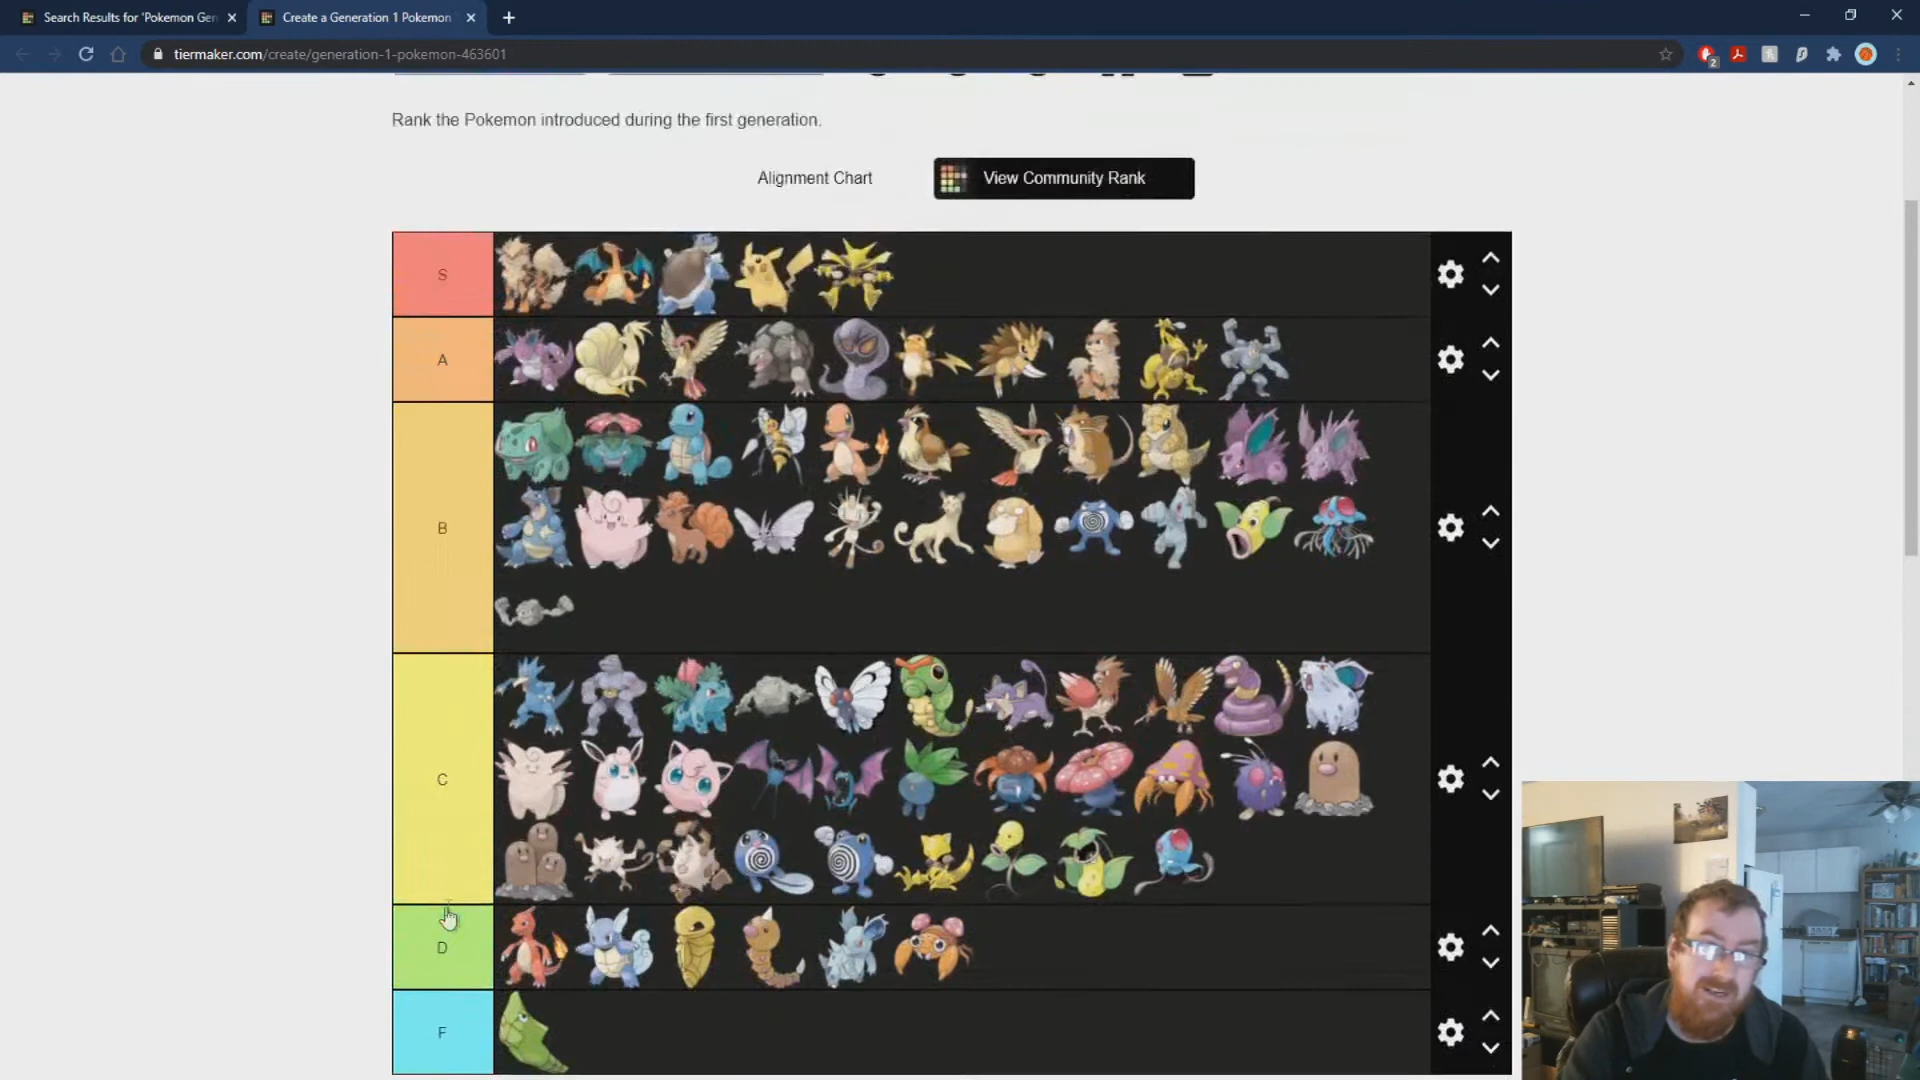 Search Results for 'Pokemon Gen
Create a Generation 1 Pokemon
tiermaker.com/create/generation-1-pokemon-463601
2
Rank the Pokemon introduced during the first generation.
Alignment Chart
View Community Rank
S
A
B
C
D
F